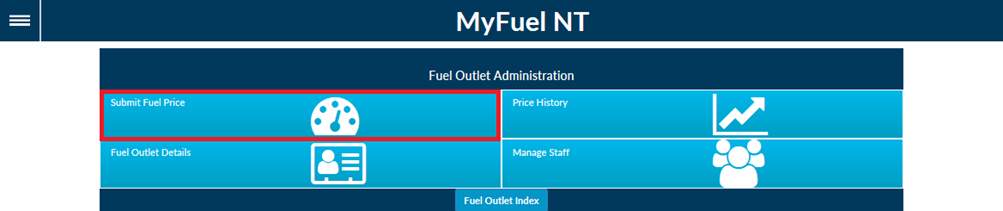 MyFuel NT
Fuel Outlet Administration
Submit Fuel Price
Price History
Fuel Outlet Details
Manage Staff
Fuel Outlet Index